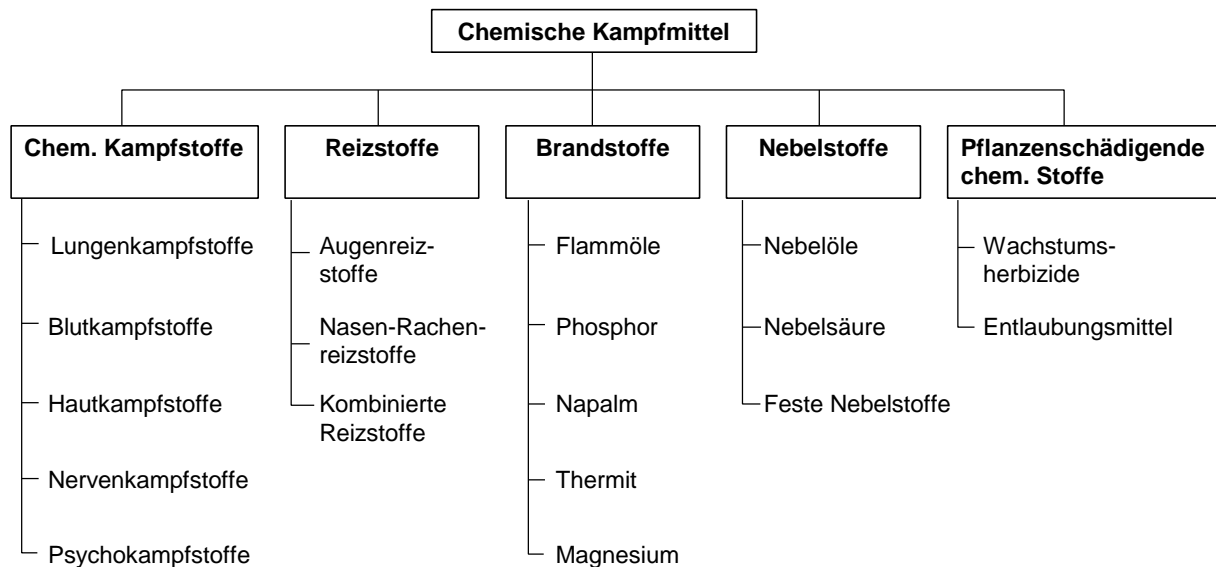 Chemische Kampfmittel
Chem. Kampfstoffe
Lungenkampfstoffe
Blutkampfstoffe
Hautkampfstoffe
Nervenkampfstoffe
Psychokampfstoffe
Reizstoffe
Augenreiz-
stoffe
Nasen-Rachen-
reizstoffe
Kombinierte
Reizstoffe
Brandstoffe
Flammöle
Phosphor
Napalm
Thermit
Magnesium
Nebelstoffe
Nebelöle
Nebelsäure
Feste Nebelstoffe
Pflanzenschädigende
chem. Stoffe
Wachstums-
herbizide
Entlaubungsmittel